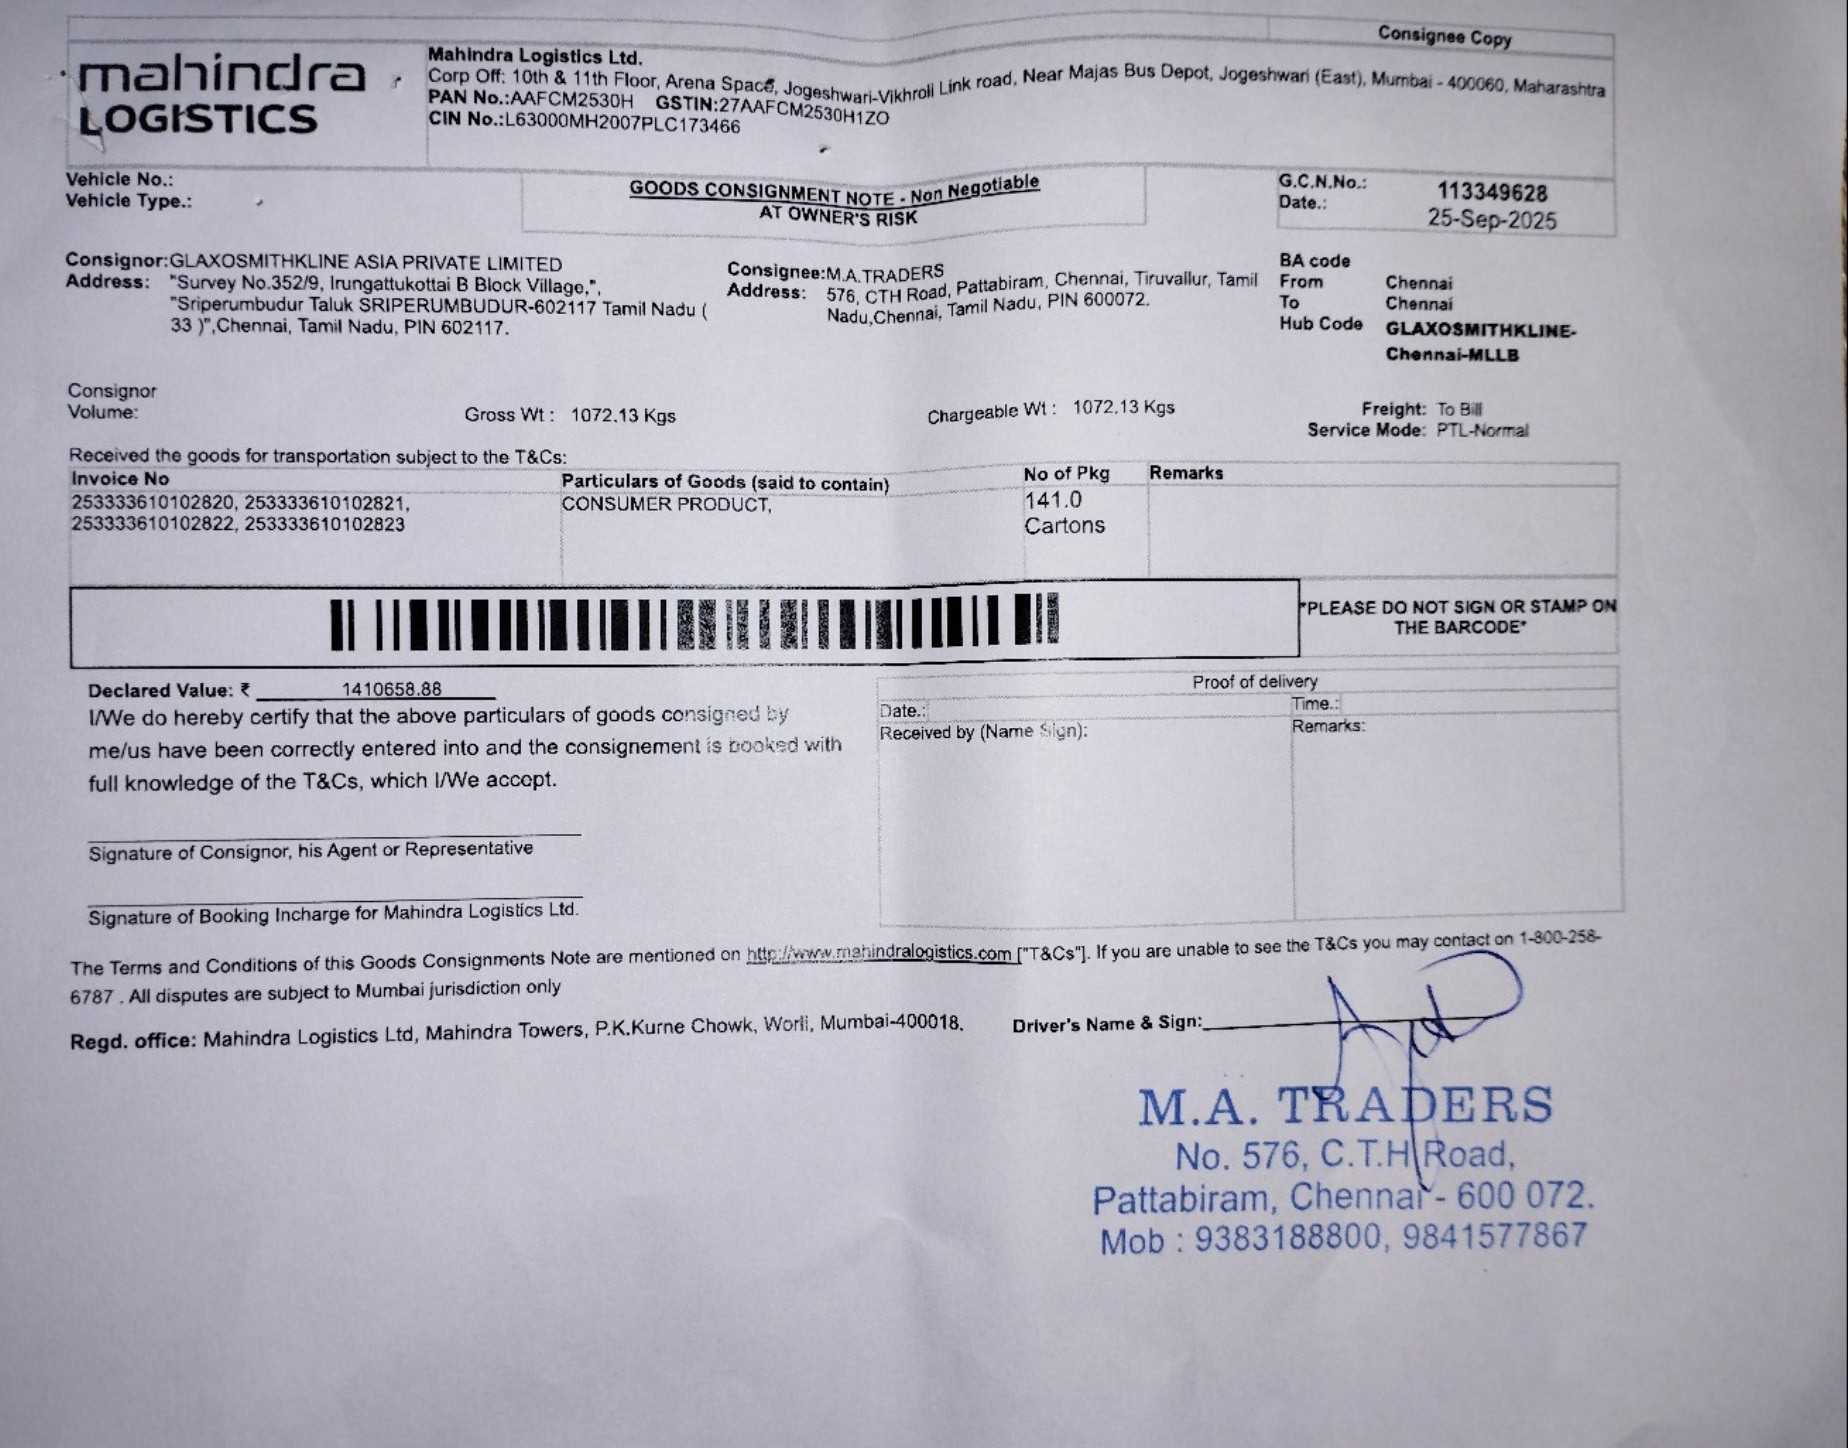 Consignee Copy
mahindra
LOGISTICS
Mahindra Logistics Ltd.
Corp Off: 10th & 11th Floor, Arena Space, Jogeshwari-Vikhroli Link road, Near Majas Bus Depot, Jogeshwari (East), Mumbai - 400060, Maharashtra
PAN No.:AAFCM2530H GSTIN:27AAFCM2530H1ZO
CIN No.:L63000MH2007PLC173466
Vehicle No.:
Vehicle Type.:
GOODS CONSIGNMENT NOTE - Non Negotiable
AT OWNER'S RISK
G.C.N.No.: 113349628
Date.: 25-Sep-2025
Consignor:GLAXOSMITHKLINE ASIA PRIVATE LIMITED
Address: "Survey No.352/9, Irungattukottai B Block Village,",
"Sriperumbudur Taluk SRIPERUMBUDUR-602117 Tamil Nadu (
33 )",Chennai, Tamil Nadu, PIN 602117.
Consignee:M.A.TRADERS
Address: 576, CTH Road, Pattabiram, Chennai, Tiruvallur, Tamil
Nadu,Chennai, Tamil Nadu, PIN 600072.
BA code
From Chennai
To Chennai
Hub Code GLAXOSMITHKLINE-
Chennai-MLLB
Consignor
Volume:
Gross Wt : 1072.13 Kgs
Chargeable Wt : 1072.13 Kgs
Freight: To Bill
Service Mode: PTL-Normal
Received the goods for transportation subject to the T&Cs:
Invoice No Particulars of Goods (said to contain) No of Pkg Remarks
253333610102820, 253333610102821, CONSUMER PRODUCT, 141.0
253333610102822, 253333610102823 Cartons
*PLEASE DO NOT SIGN OR STAMP ON
THE BARCODE*
Declared Value: ₹ 1410658.88
I/We do hereby certify that the above particulars of goods consigned by
me/us have been correctly entered into and the consignement is booked with
full knowledge of the T&Cs, which I/We accept.
Proof of delivery
Date.: Time.:
Received by (Name Sign): Remarks:
Signature of Consignor, his Agent or Representative
Signature of Booking Incharge for Mahindra Logistics Ltd.
The Terms and Conditions of this Goods Consignments Note are mentioned on http://www.mahindralogistics.com ["T&Cs"]. If you are unable to see the T&Cs you may contact on 1-800-258-
6787 . All disputes are subject to Mumbai jurisdiction only
Regd. office: Mahindra Logistics Ltd, Mahindra Towers, P.K.Kurne Chowk, Worli, Mumbai-400018.
Driver's Name & Sign:
M.A. TRADERS
No. 576, C.T.H Road,
Pattabiram, Chennai - 600 072.
Mob : 9383188800, 9841577867